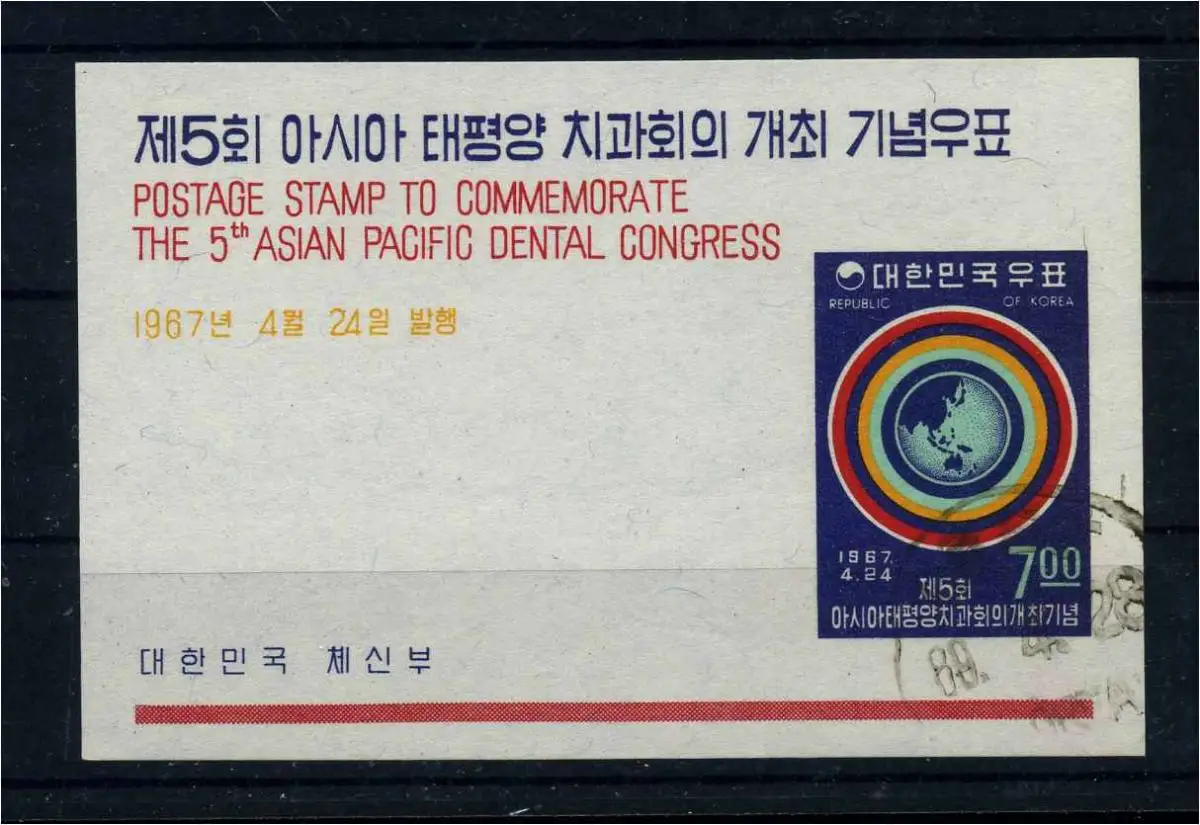 제5회 아시아 태평양 치과회의 개최 기념우표
POSTAGE STAMP TO COMMEMORATE
THE 5th ASIAN PACIFIC DENTAL CONGRESS
1967년 4월 24일 발행
대한민국우표
REPUBLIC OF KOREA
1967.
4.24
700
제5회
아시아태평양치과회의개최기념
대한민국 체신부